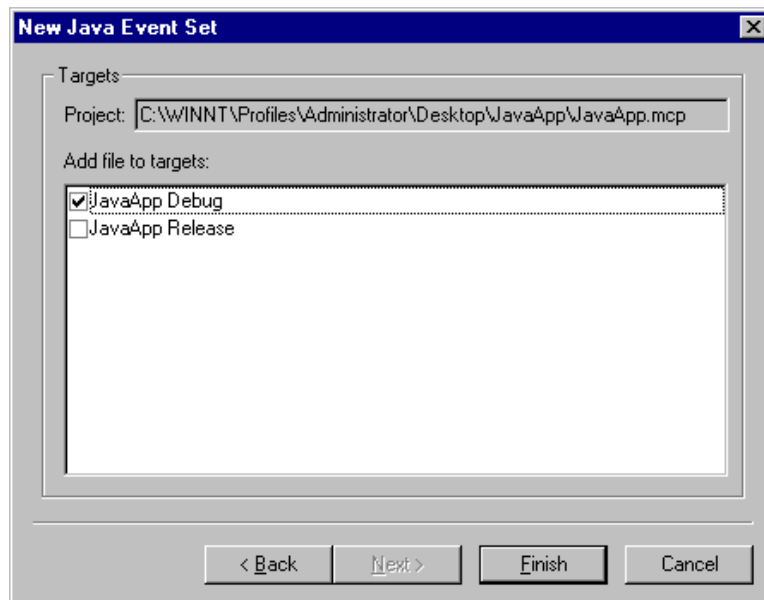 New Java Event Set
Targets
Project: C:\WINNT\Profiles\Administrator\Desktop\JavaApp\JavaApp.mcp
Add file to targets:
JavaApp Debug
JavaApp Release
< Back Next > Finish Cancel